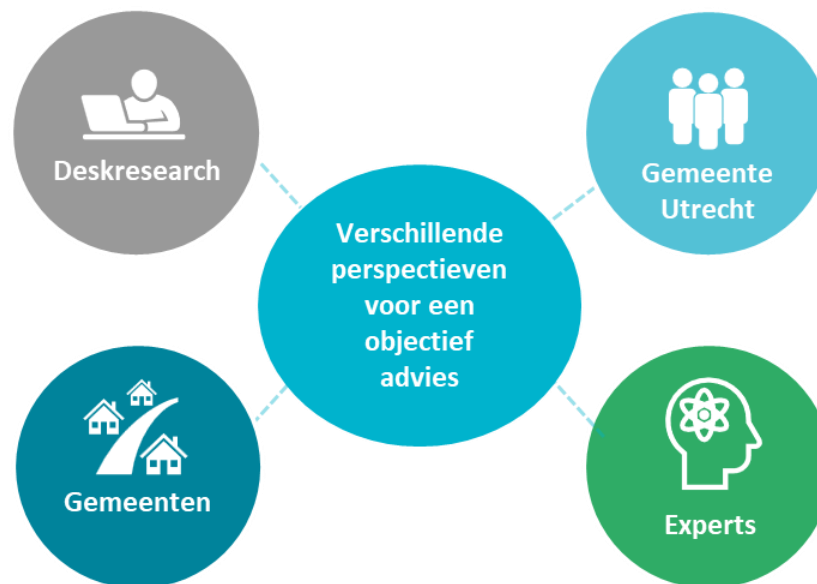 Deskresearch
Gemeente
Utrecht
Verschillende
perspectieven
voor een
objectief
advies
Gemeenten
Experts